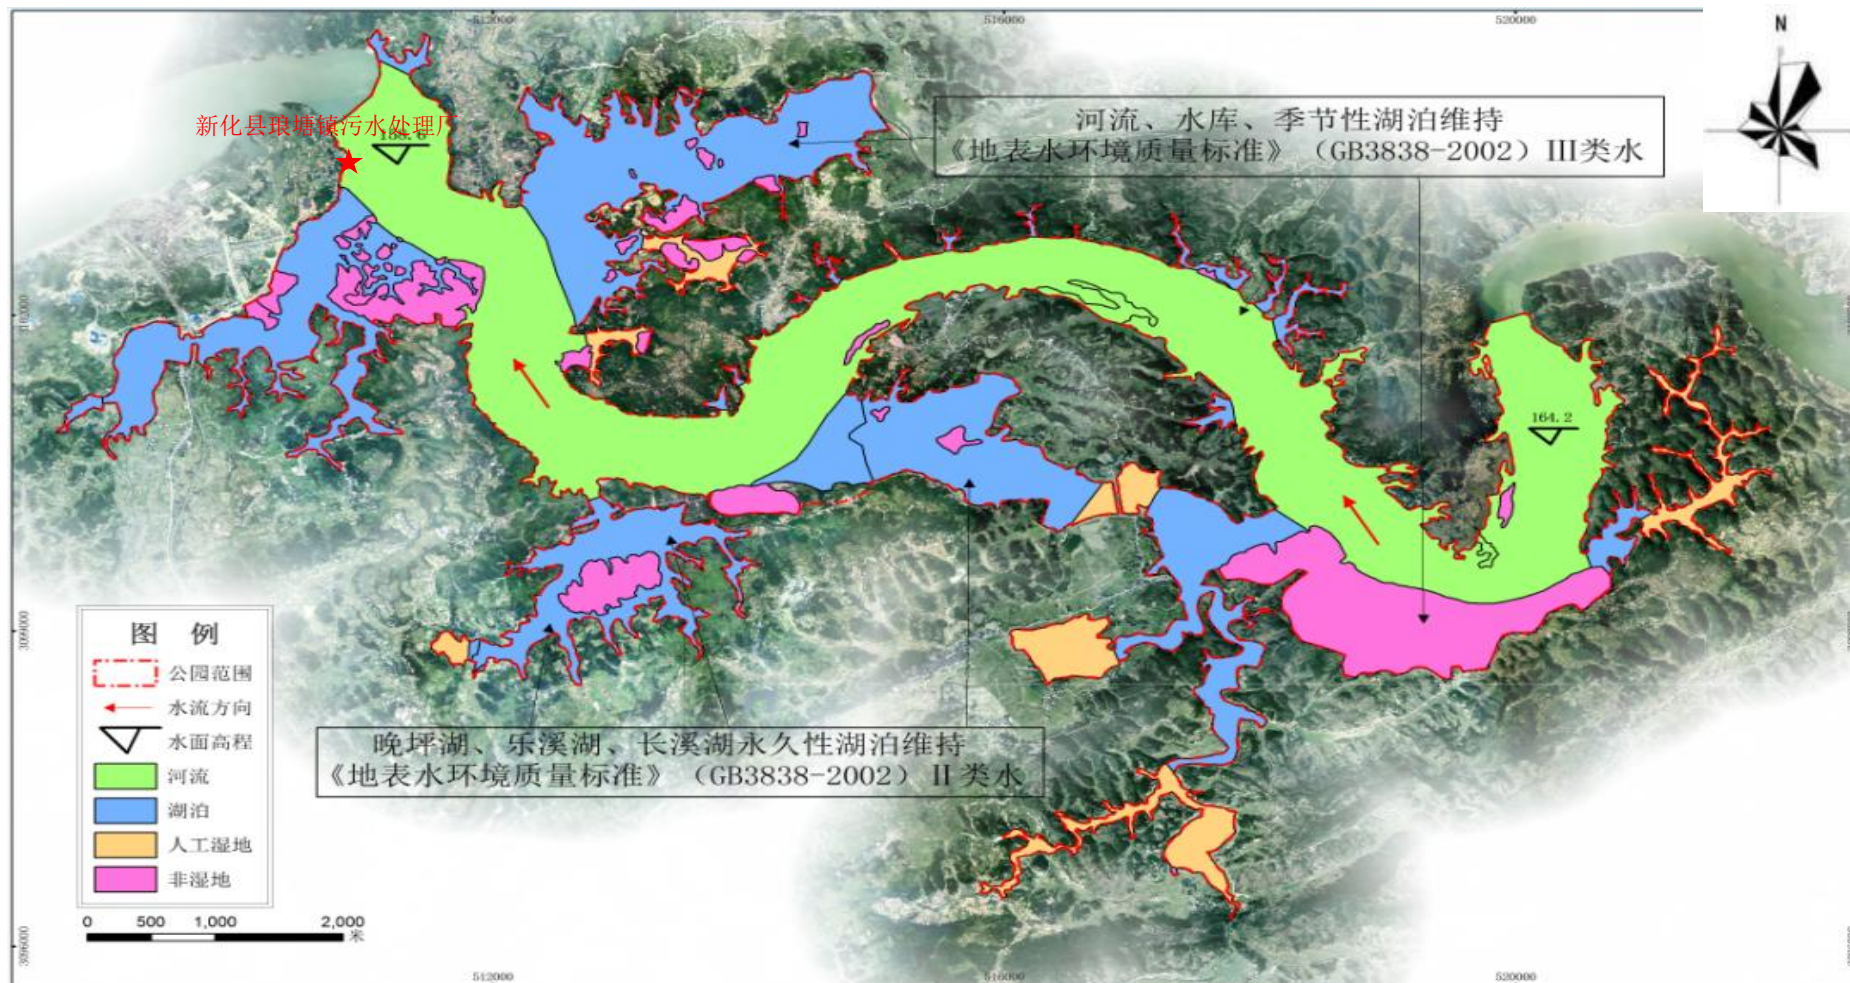 512000
516000
520000
N
新化县琅塘镇污水处理厂
河流、水库、季节性湖泊维持
《地表水环境质量标准》（GB3838-2002）III类水
164.2
图 例
公园范围
水流方向
水面高程
河流
湖泊
人工湿地
非湿地
晚坪湖、乐溪湖、长溪湖永久性湖泊维持
《地表水环境质量标准》（GB3838-2002）II类水
0 500 1,000 2,000
米
3099000
3096000
512000
516000
520000